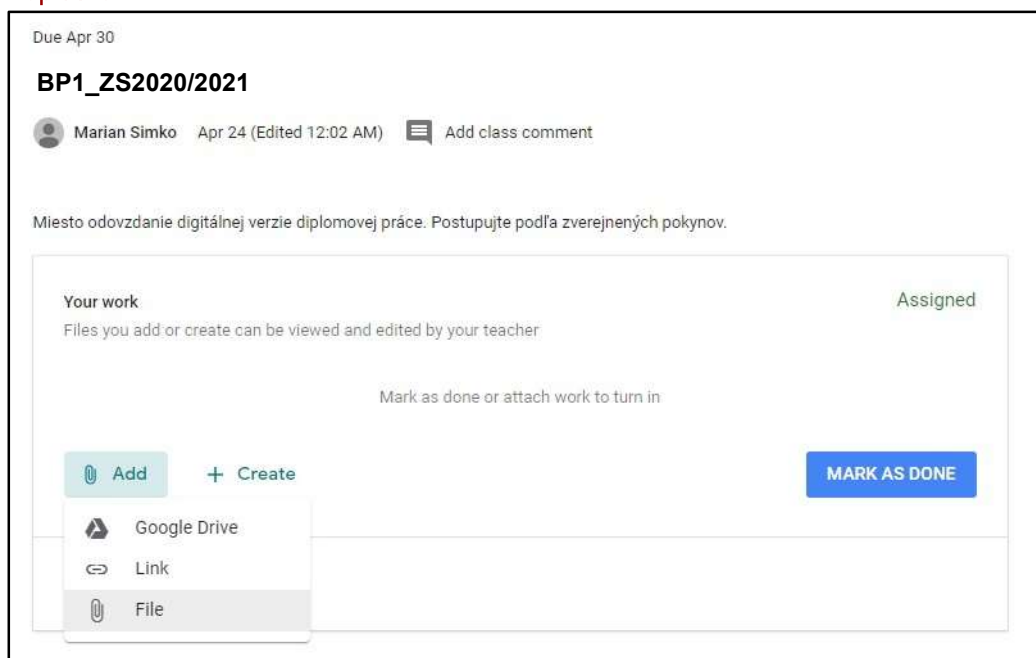 Due Apr 30
BP1_ZS2020/2021
Marian Simko Apr 24 (Edited 12:02 AM) Add class comment
Miesto odovzdanie digitálnej verzie diplomovej práce. Postupujte podľa zverejnených pokynov.
Your work Assigned
Files you add or create can be viewed and edited by your teacher
Mark as done or attach work to turn in
Add + Create MARK AS DONE
Google Drive
Link
File